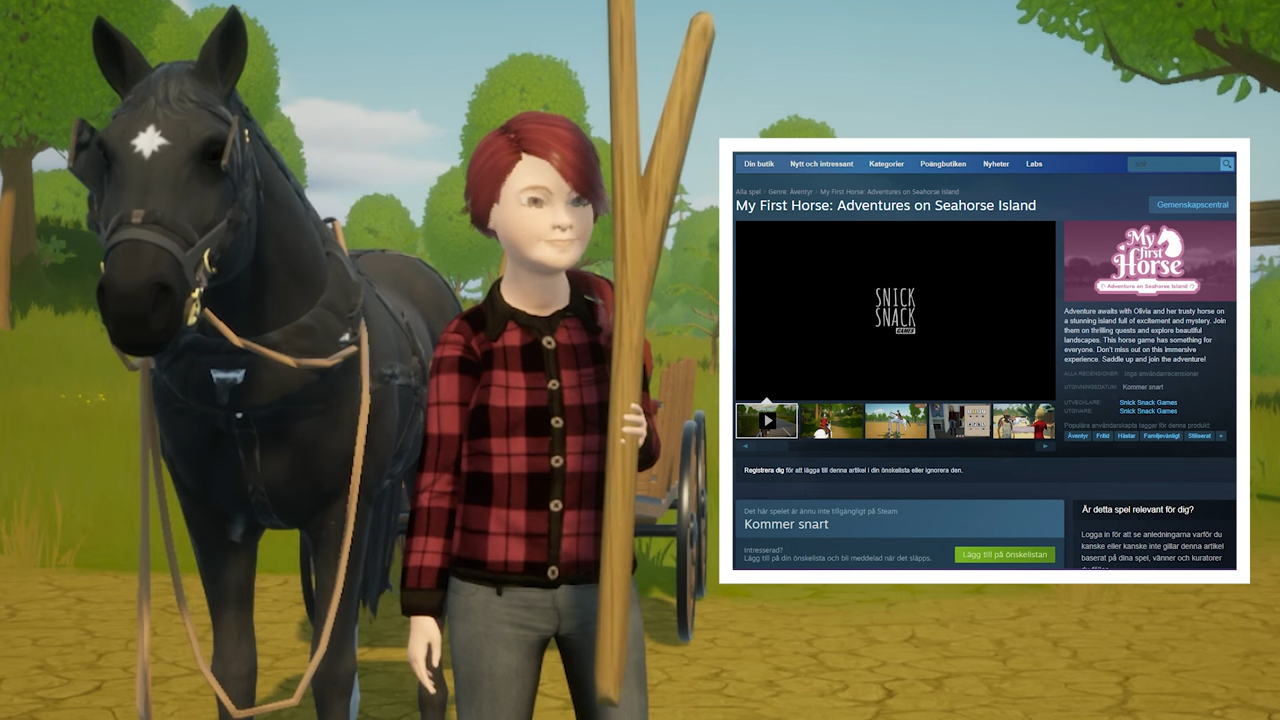 Din butik Nytt och intressant Kategorier Poängbutiken Nyheter Labs sök
Alla spel > Genre: Äventyr > My First Horse: Adventures on Seahorse Island
My First Horse: Adventures on Seahorse Island
Gemenskapscentral
SNICK
SNACK
GAMES
My
first
Horse
Adventure on Seahorse Island
Adventure awaits with Olivia and her trusty horse on
a stunning island full of excitement and mystery. Join
them on thrilling quests and explore beautiful
landscapes. This horse game has something for
everyone. Don't miss out on this immersive
experience. Saddle up and join the adventure!
ALLA RECENSIONER: Inga användarrecensioner
UTGIVNINGSDATUM: Kommer snart
UTVECKLARE: Snick Snack Games
UTGIVARE: Snick Snack Games
Populära användarskapta taggar för denna produkt:
Äventyr Fritid Hästar Familjevänligt Stiliserat +
Registrera dig för att lägga till denna artikel i din önskelista eller ignorera den.
Det här spelet är ännu inte tillgängligt på Steam
Kommer snart
Intresserad?
Lägg till på din önskelista och bli meddelad när det släpps.
Lägg till på önskelistan
Är detta spel relevant för dig?
Logga in för att se anledningarna varför du
kanske eller kanske inte gillar denna artikel
baserat på dina spel, vänner och kuratorer